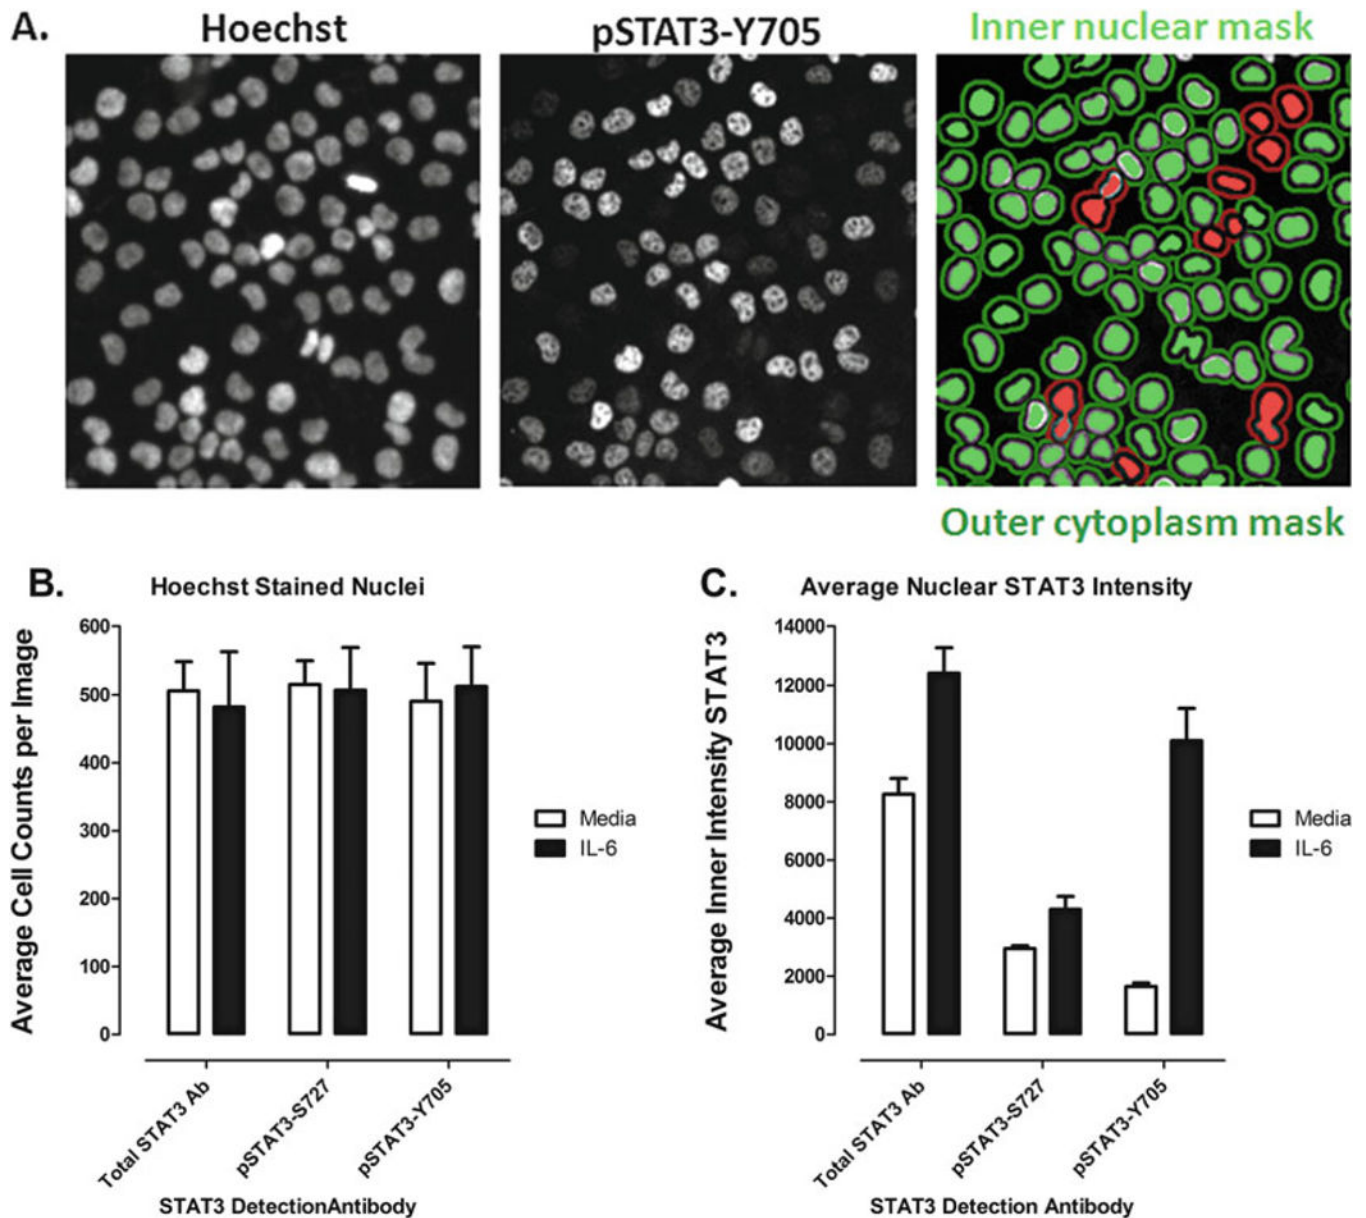 A.
Hoechst
pSTAT3-Y705
Inner nuclear mask
Outer cytoplasm mask
B.
Hoechst Stained Nuclei
Average Cell Counts per Image
600
500
400
300
200
100
0
Total STAT3 Ab
pSTAT3-S727
pSTAT3-Y705
STAT3 DetectionAntibody
Media
IL-6
C.
Average Nuclear STAT3 Intensity
Average Inner Intensity STAT3
14000
12000
10000
8000
6000
4000
2000
0
Total STAT3 Ab
pSTAT3-S727
pSTAT3-Y705
STAT3 Detection Antibody
Media
IL-6